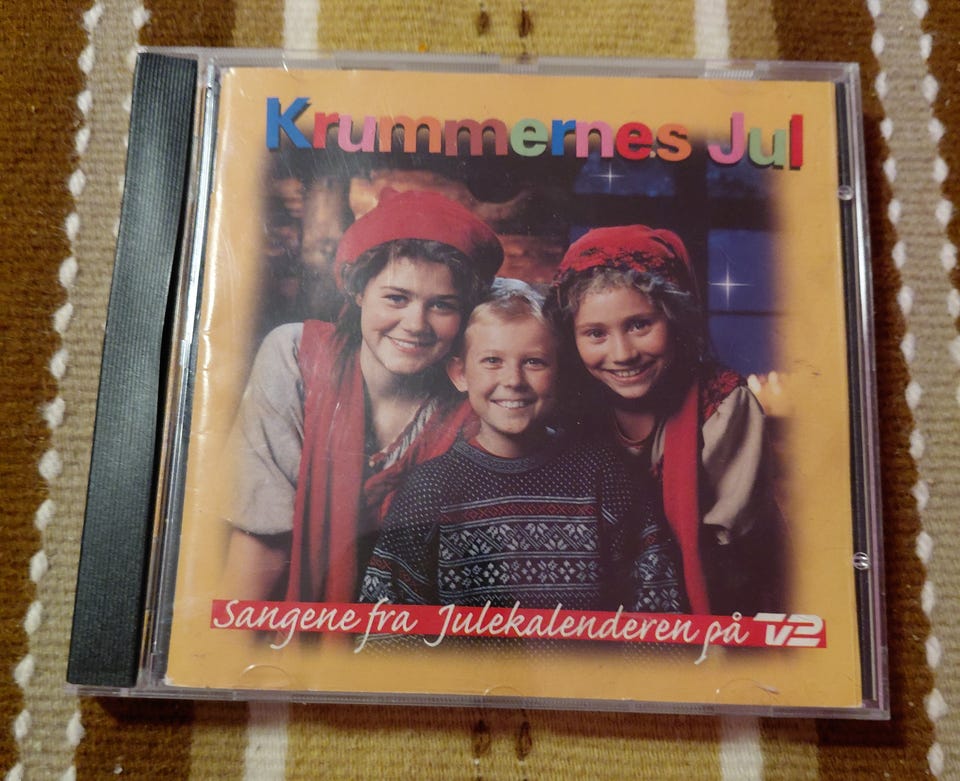 Krummernes Jul
Sangene fra Julekalenderen på TV2